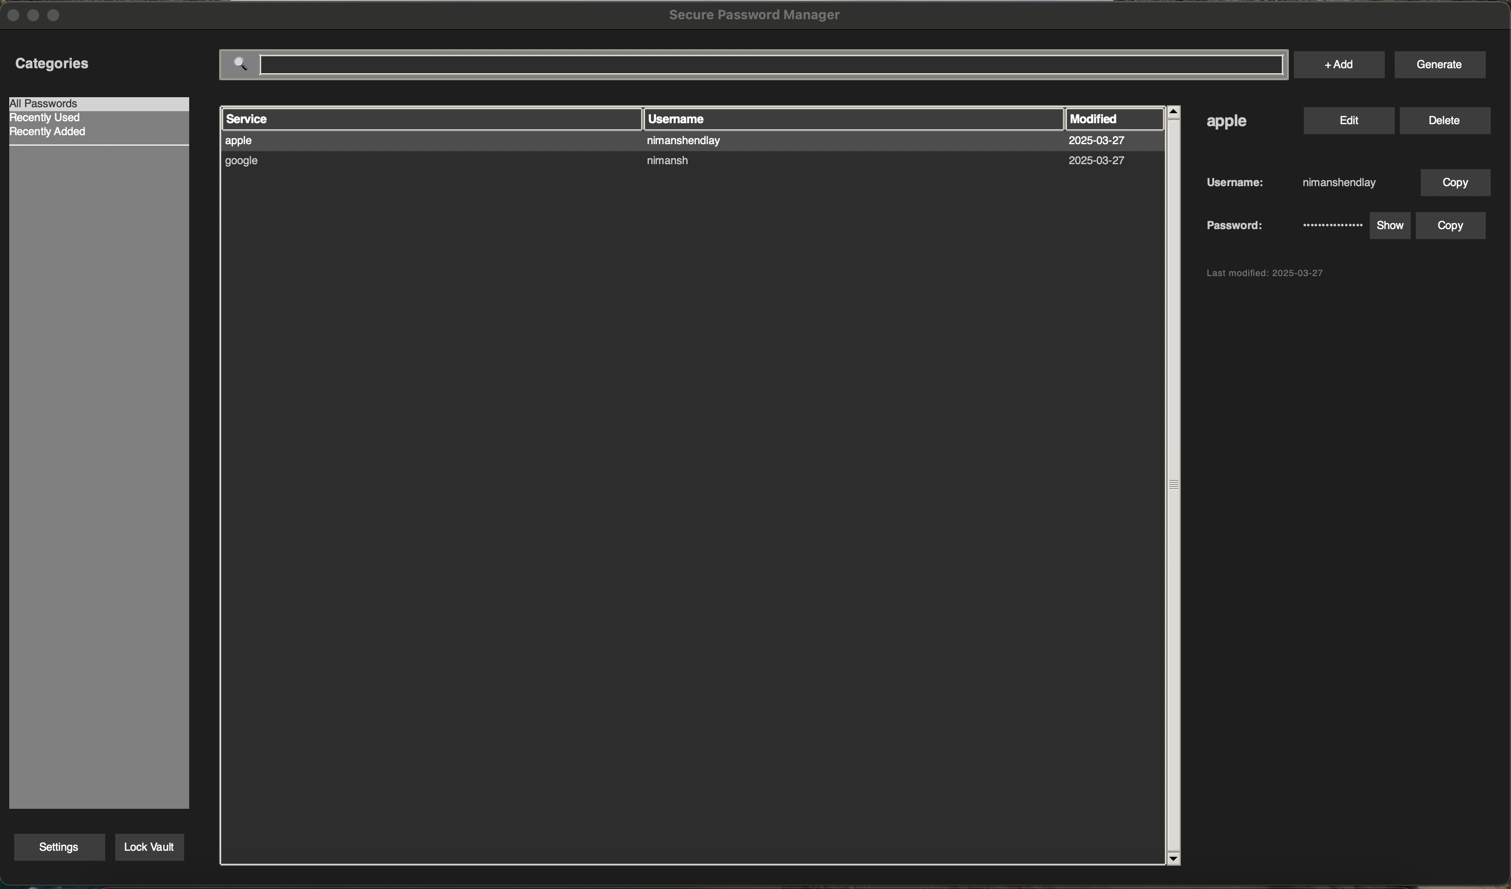 Secure Password Manager
Categories
+ Add
Generate
All Passwords
Recently Used
Recently Added
Service Username Modified
apple nimanshendlay 2025-03-27
google nimansh 2025-03-27
apple
Edit
Delete
Username: nimanshendlay Copy
Password: ••••••••••••••• Show Copy
Last modified: 2025-03-27
Settings
Lock Vault